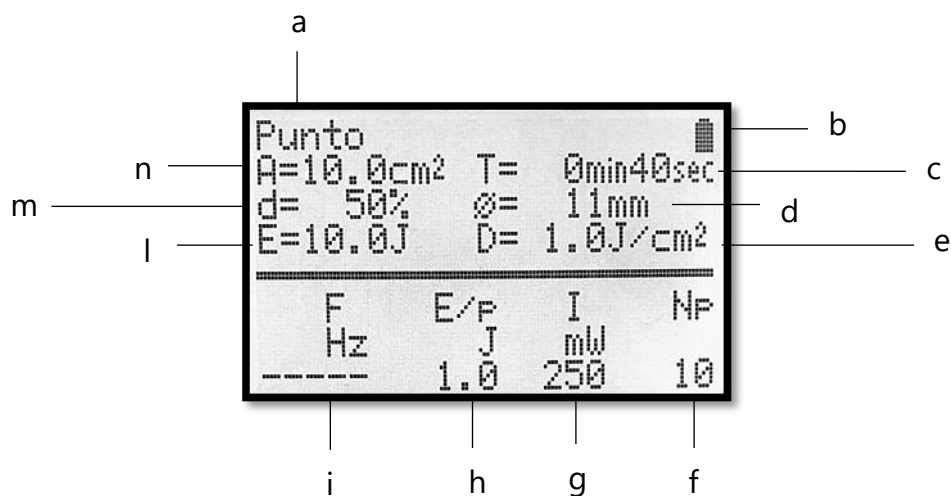 a
Punto
b
n
A=10.0cm² T= 0min40sec
c
m
d= 50% ø= 11mm
d
l
E=10.0J D= 1.0J/cm²
e
F E/p I Np
Hz J mW
----- 1.0 250 10
i h g f